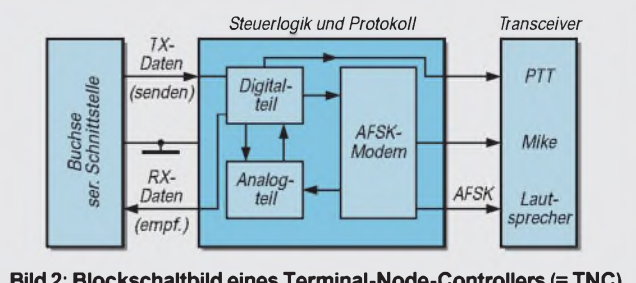 Steuerlogik und Protokoll
Transceiver
TX-
Daten
(senden)
Buchse
ser. Schnittstelle
RX-
Daten
(empf.)
Digital-
teil
Analog-
teil
AFSK-
Modem
AFSK
PTT
Mike
Laut-
sprecher
Bild 2: Blockschaltbild eines Terminal-Node-Controllers (= TNC)